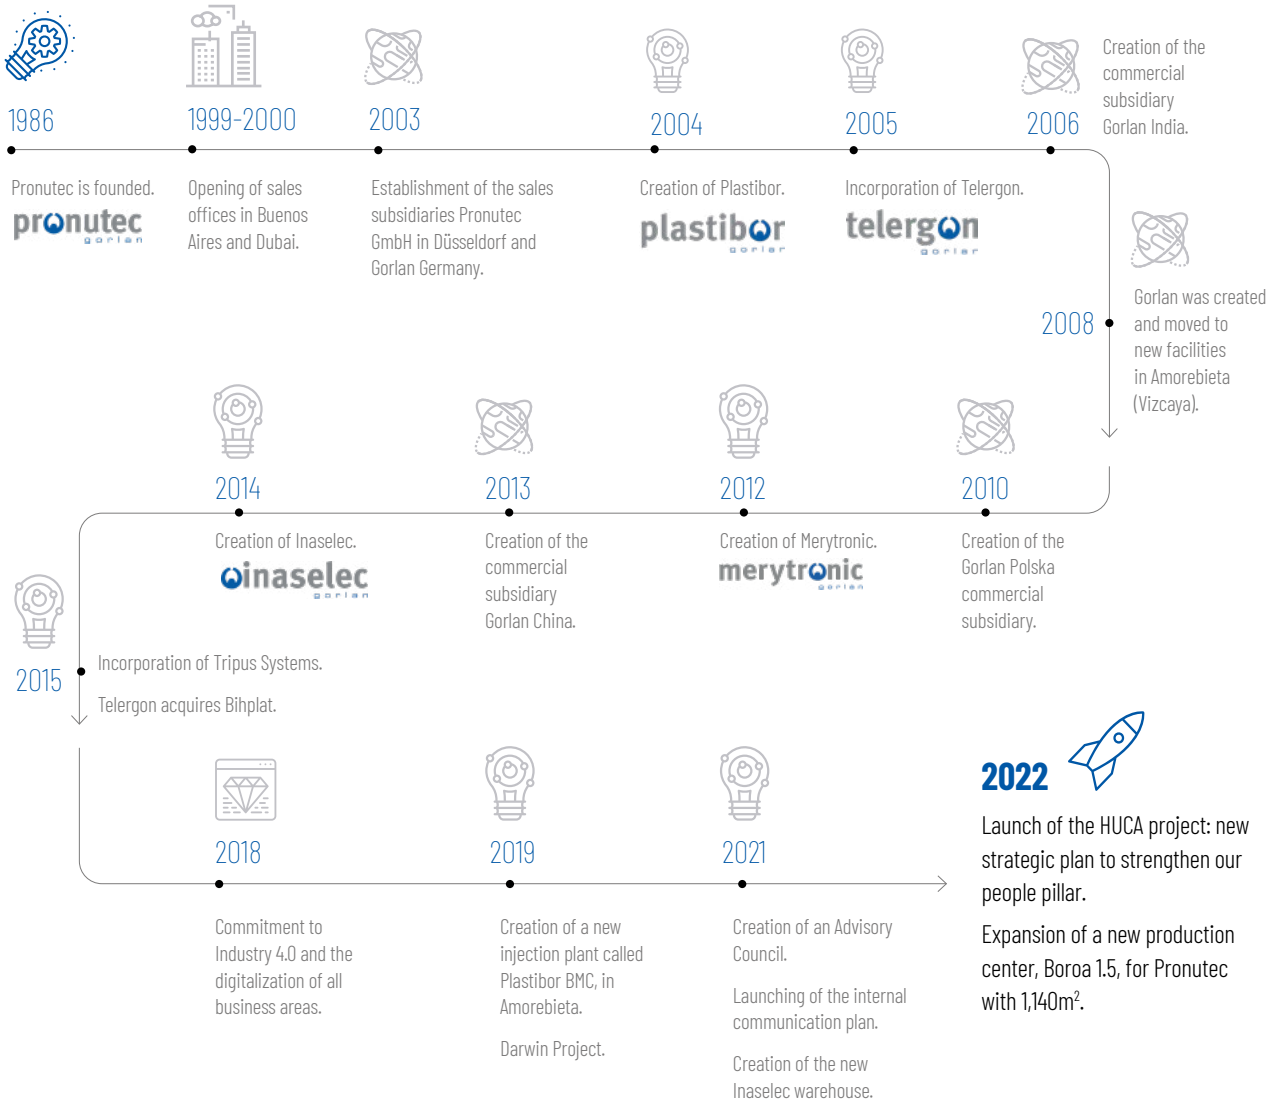 1986
Pronutec is founded.
pronutec
gorlan
1999-2000
Opening of sales
offices in Buenos
Aires and Dubai.
2003
Establishment of the sales
subsidiaries Pronutec
GmbH in Düsseldorf and
Gorlan Germany.
2004
Creation of Plastibor.
plastibor
gorlan
2005
Incorporation of Telergon.
telergon
gorlan
2006
Creation of the
commercial
subsidiary
Gorlan India.
2008
Gorlan was created
and moved to
new facilities
in Amorebieta
(Vizcaya).
2010
Creation of the
Gorlan Polska
commercial
subsidiary.
2012
Creation of Merytronic.
merytronic
gorlan
2013
Creation of the
commercial
subsidiary
Gorlan China.
2014
Creation of Inaselec.
inaselec
gorlan
2015
Incorporation of Tripus Systems.
Telergon acquires Bihplat.
2018
Commitment to
Industry 4.0 and the
digitalization of all
business areas.
2019
Creation of a new
injection plant called
Plastibor BMC, in
Amorebieta.
Darwin Project.
2021
Creation of an Advisory
Council.
Launching of the internal
communication plan.
Creation of the new
Inaselec warehouse.
2022
Launch of the HUCA project: new
strategic plan to strengthen our
people pillar.
Expansion of a new production
center, Boroa 1.5, for Pronutec
with 1,140m².